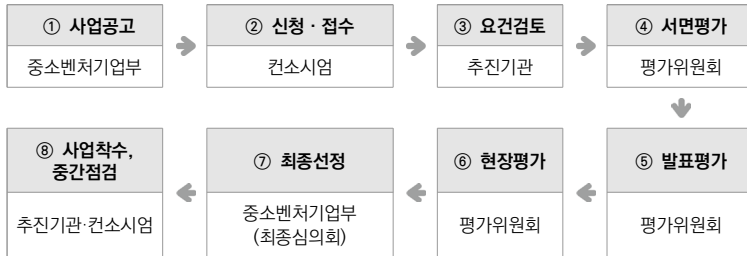 ① 사업공고
중소벤처기업부
② 신청 · 접수
컨소시엄
③ 요건검토
추진기관
④ 서면평가
평가위원회
⑤ 발표평가
평가위원회
⑥ 현장평가
평가위원회
⑦ 최종선정
중소벤처기업부
(최종심의회)
⑧ 사업착수,
중간점검
추진기관·컨소시엄